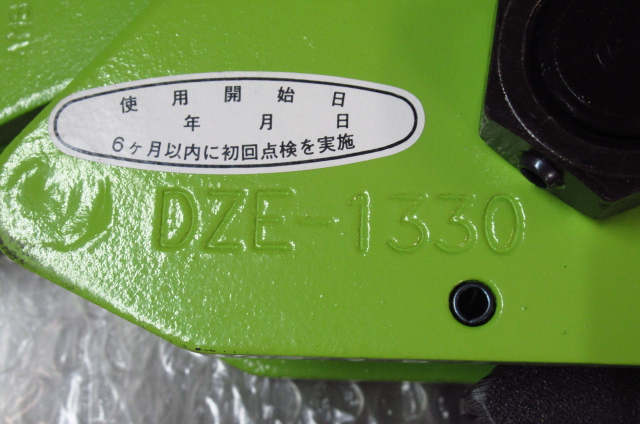 使用開始日
年 月 日
6ヶ月以内に初回点検を実施
DZE-1330